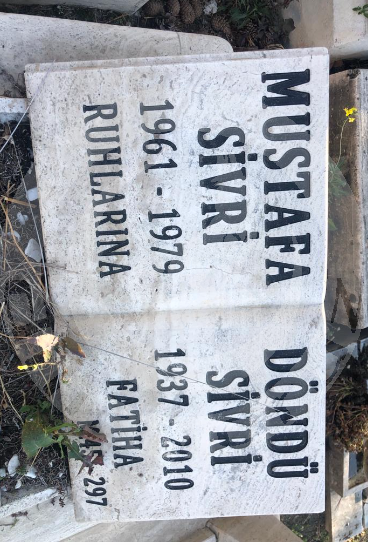 MUSTAFA
SİVRİ
1961 - 1979
RUHLARINA
DÖNDÜ
SİVRİ
1937 - 2010
FATİHA
297